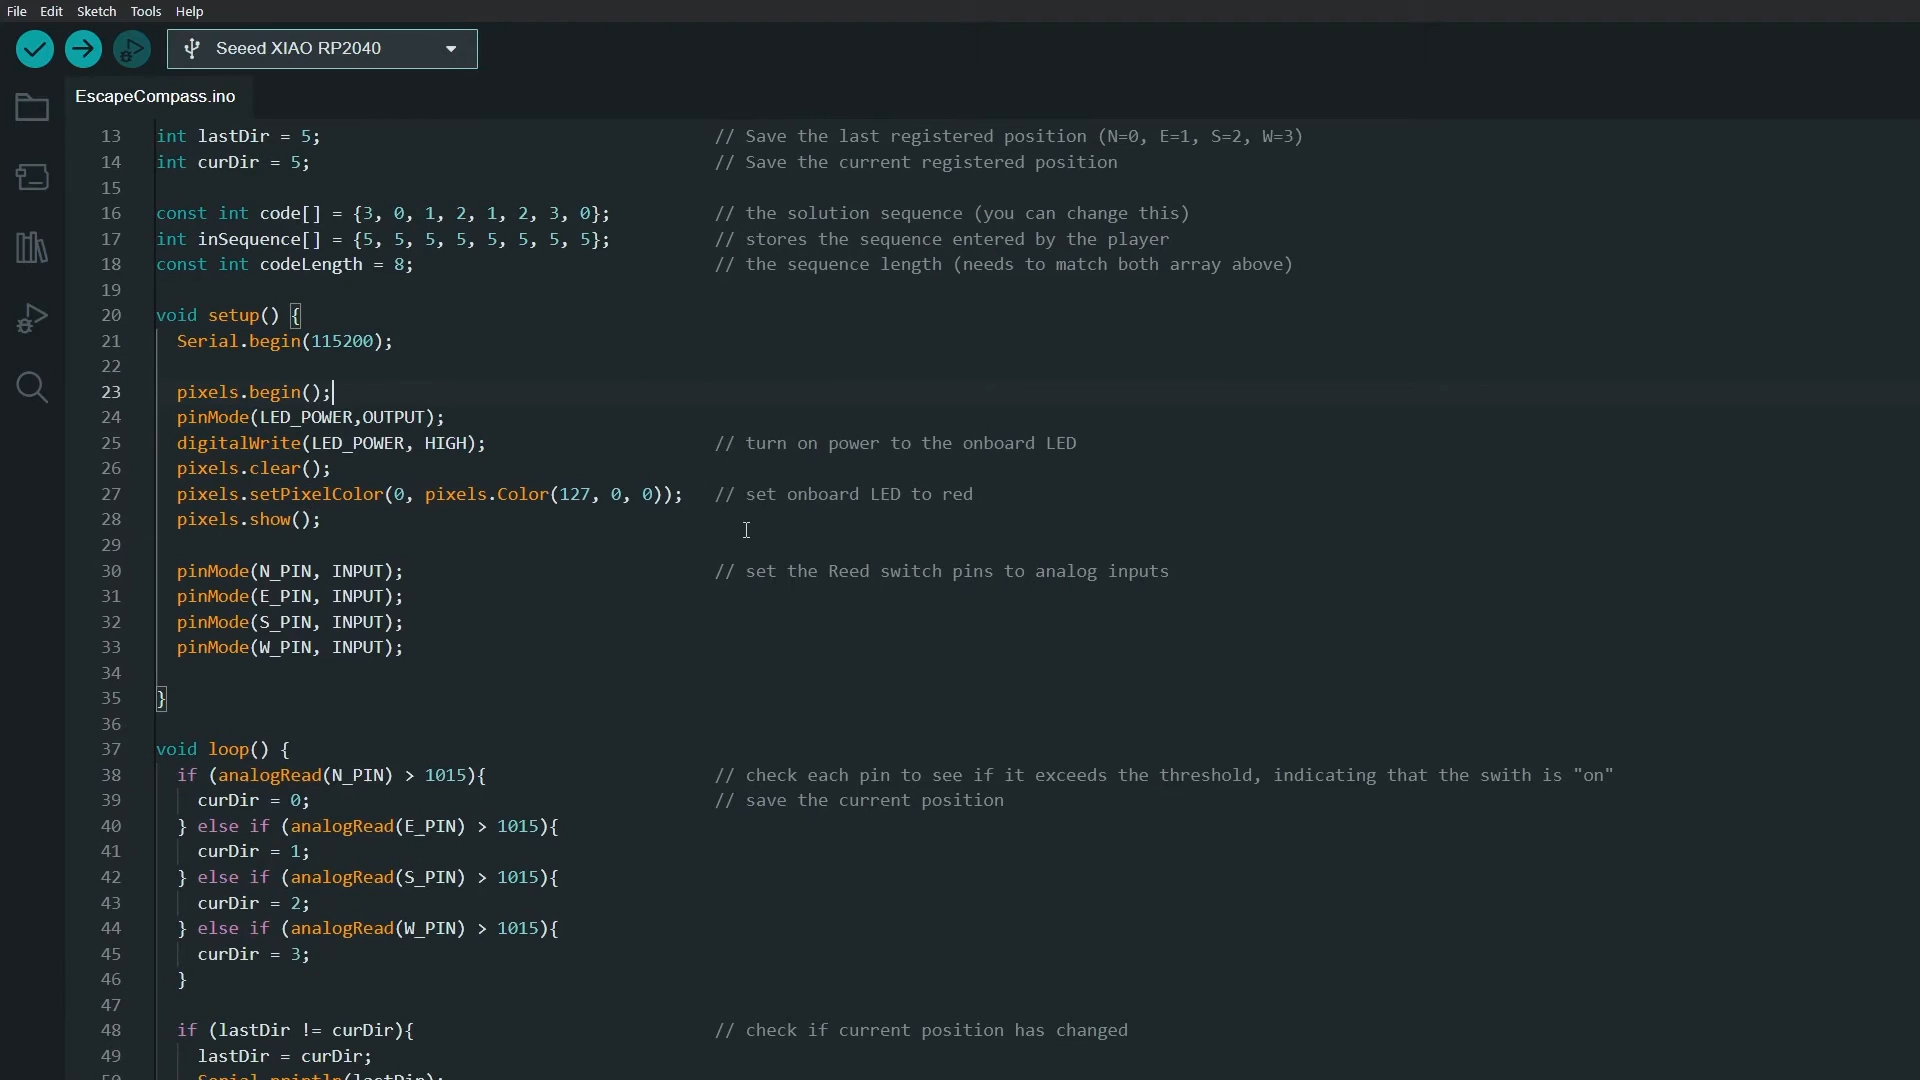 File Edit Sketch Tools Help
Seeed XIAO RP2040
EscapeCompass.ino
13 int lastDir = 5; // Save the last registered position (N=0, E=1, S=2, W=3)
14 int curDir = 5; // Save the current registered position
15
16 const int code[] = {3, 0, 1, 2, 1, 2, 3, 0}; // the solution sequence (you can change this)
17 int inSequence[] = {5, 5, 5, 5, 5, 5, 5, 5}; // stores the sequence entered by the player
18 const int codeLength = 8; // the sequence length (needs to match both array above)
19
20 void setup() {
21 Serial.begin(115200);
22
23 pixels.begin();
24 pinMode(LED_POWER,OUTPUT);
25 digitalWrite(LED_POWER, HIGH); // turn on power to the onboard LED
26 pixels.clear();
27 pixels.setPixelColor(0, pixels.Color(127, 0, 0)); // set onboard LED to red
28 pixels.show();
29
30 pinMode(N_PIN, INPUT); // set the Reed switch pins to analog inputs
31 pinMode(E_PIN, INPUT);
32 pinMode(S_PIN, INPUT);
33 pinMode(W_PIN, INPUT);
34
35 }
36
37 void loop() {
38 if (analogRead(N_PIN) > 1015){ // check each pin to see if it exceeds the threshold, indicating that the swith is "on"
39 curDir = 0; // save the current position
40 } else if (analogRead(E_PIN) > 1015){
41 curDir = 1;
42 } else if (analogRead(S_PIN) > 1015){
43 curDir = 2;
44 } else if (analogRead(W_PIN) > 1015){
45 curDir = 3;
46 }
47
48 if (lastDir != curDir){ // check if current position has changed
49 lastDir = curDir;
50 Serial.println(lastDir);